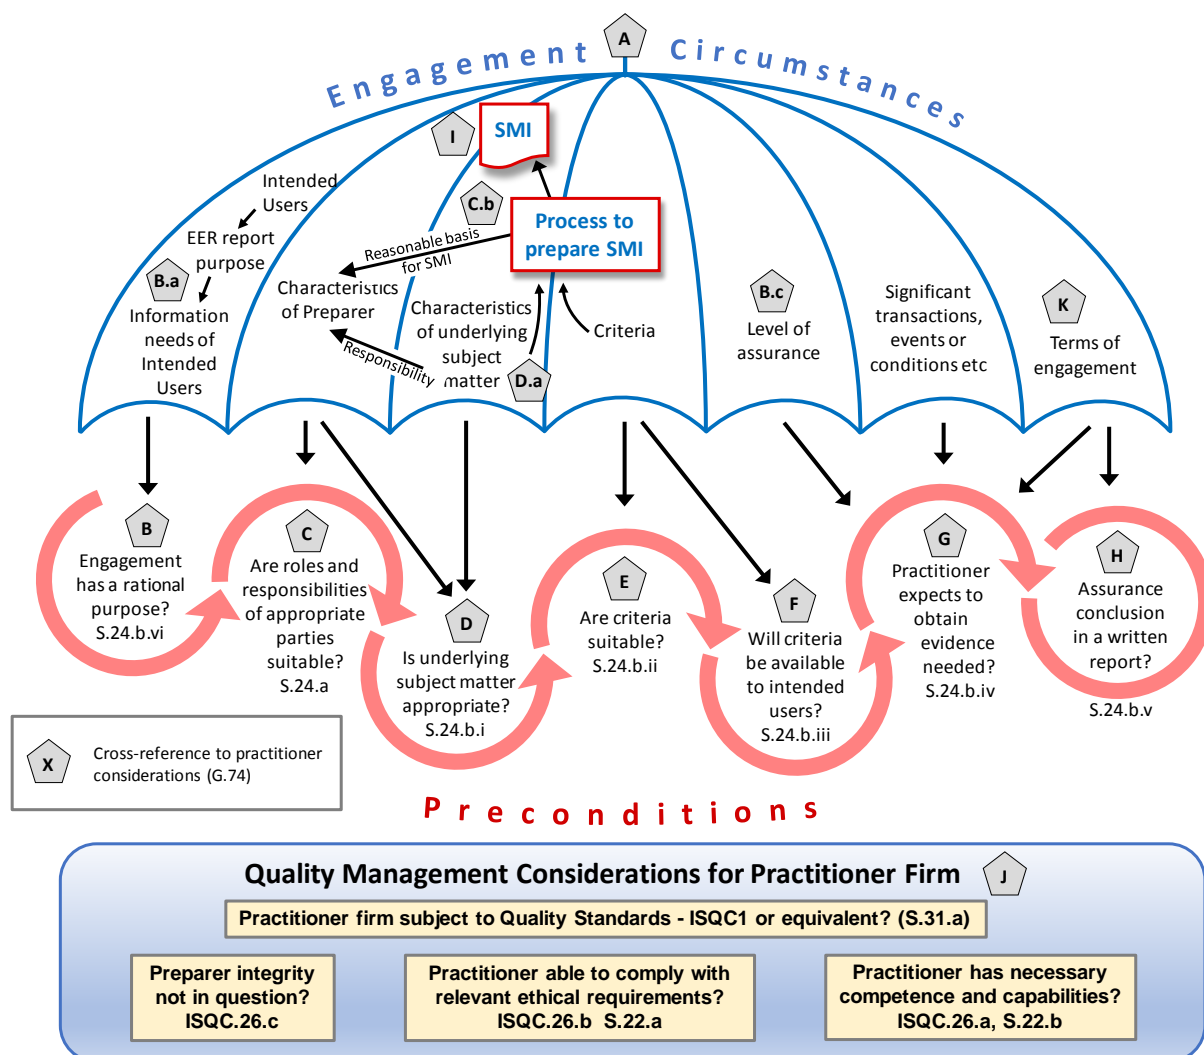 A
Engagement Circumstances
I
SMI
C.b
Process to
prepare SMI
Intended
Users
EER report
purpose
B.a
Information
needs of
Intended
Users
Reasonable basis
for SMI
Characteristics
of Preparer
Responsibility
Characteristics
of underlying
subject
matter
D.a
Criteria
B.c
Level of
assurance
Significant
transactions,
events or
conditions etc
K
Terms of
engagement
B
Engagement
has a rational
purpose?
S.24.b.vi
C
Are roles and
responsibilities
of appropriate
parties
suitable?
S.24.a
D
Is underlying
subject matter
appropriate?
S.24.b.i
E
Are criteria
suitable?
S.24.b.ii
F
Will criteria
be available
to intended
users?
S.24.b.iii
G
Practitioner
expects to
obtain
evidence
needed?
S.24.b.iv
H
Assurance
conclusion
in a written
report?
S.24.b.v
X
Cross-reference to practitioner
considerations (G.74)
Preconditions
Quality Management Considerations for Practitioner Firm
J
Practitioner firm subject to Quality Standards - ISQC1 or equivalent? (S.31.a)
Preparer integrity
not in question?
ISQC.26.c
Practitioner able to comply with
relevant ethical requirements?
ISQC.26.b S.22.a
Practitioner has necessary
competence and capabilities?
ISQC.26.a, S.22.b